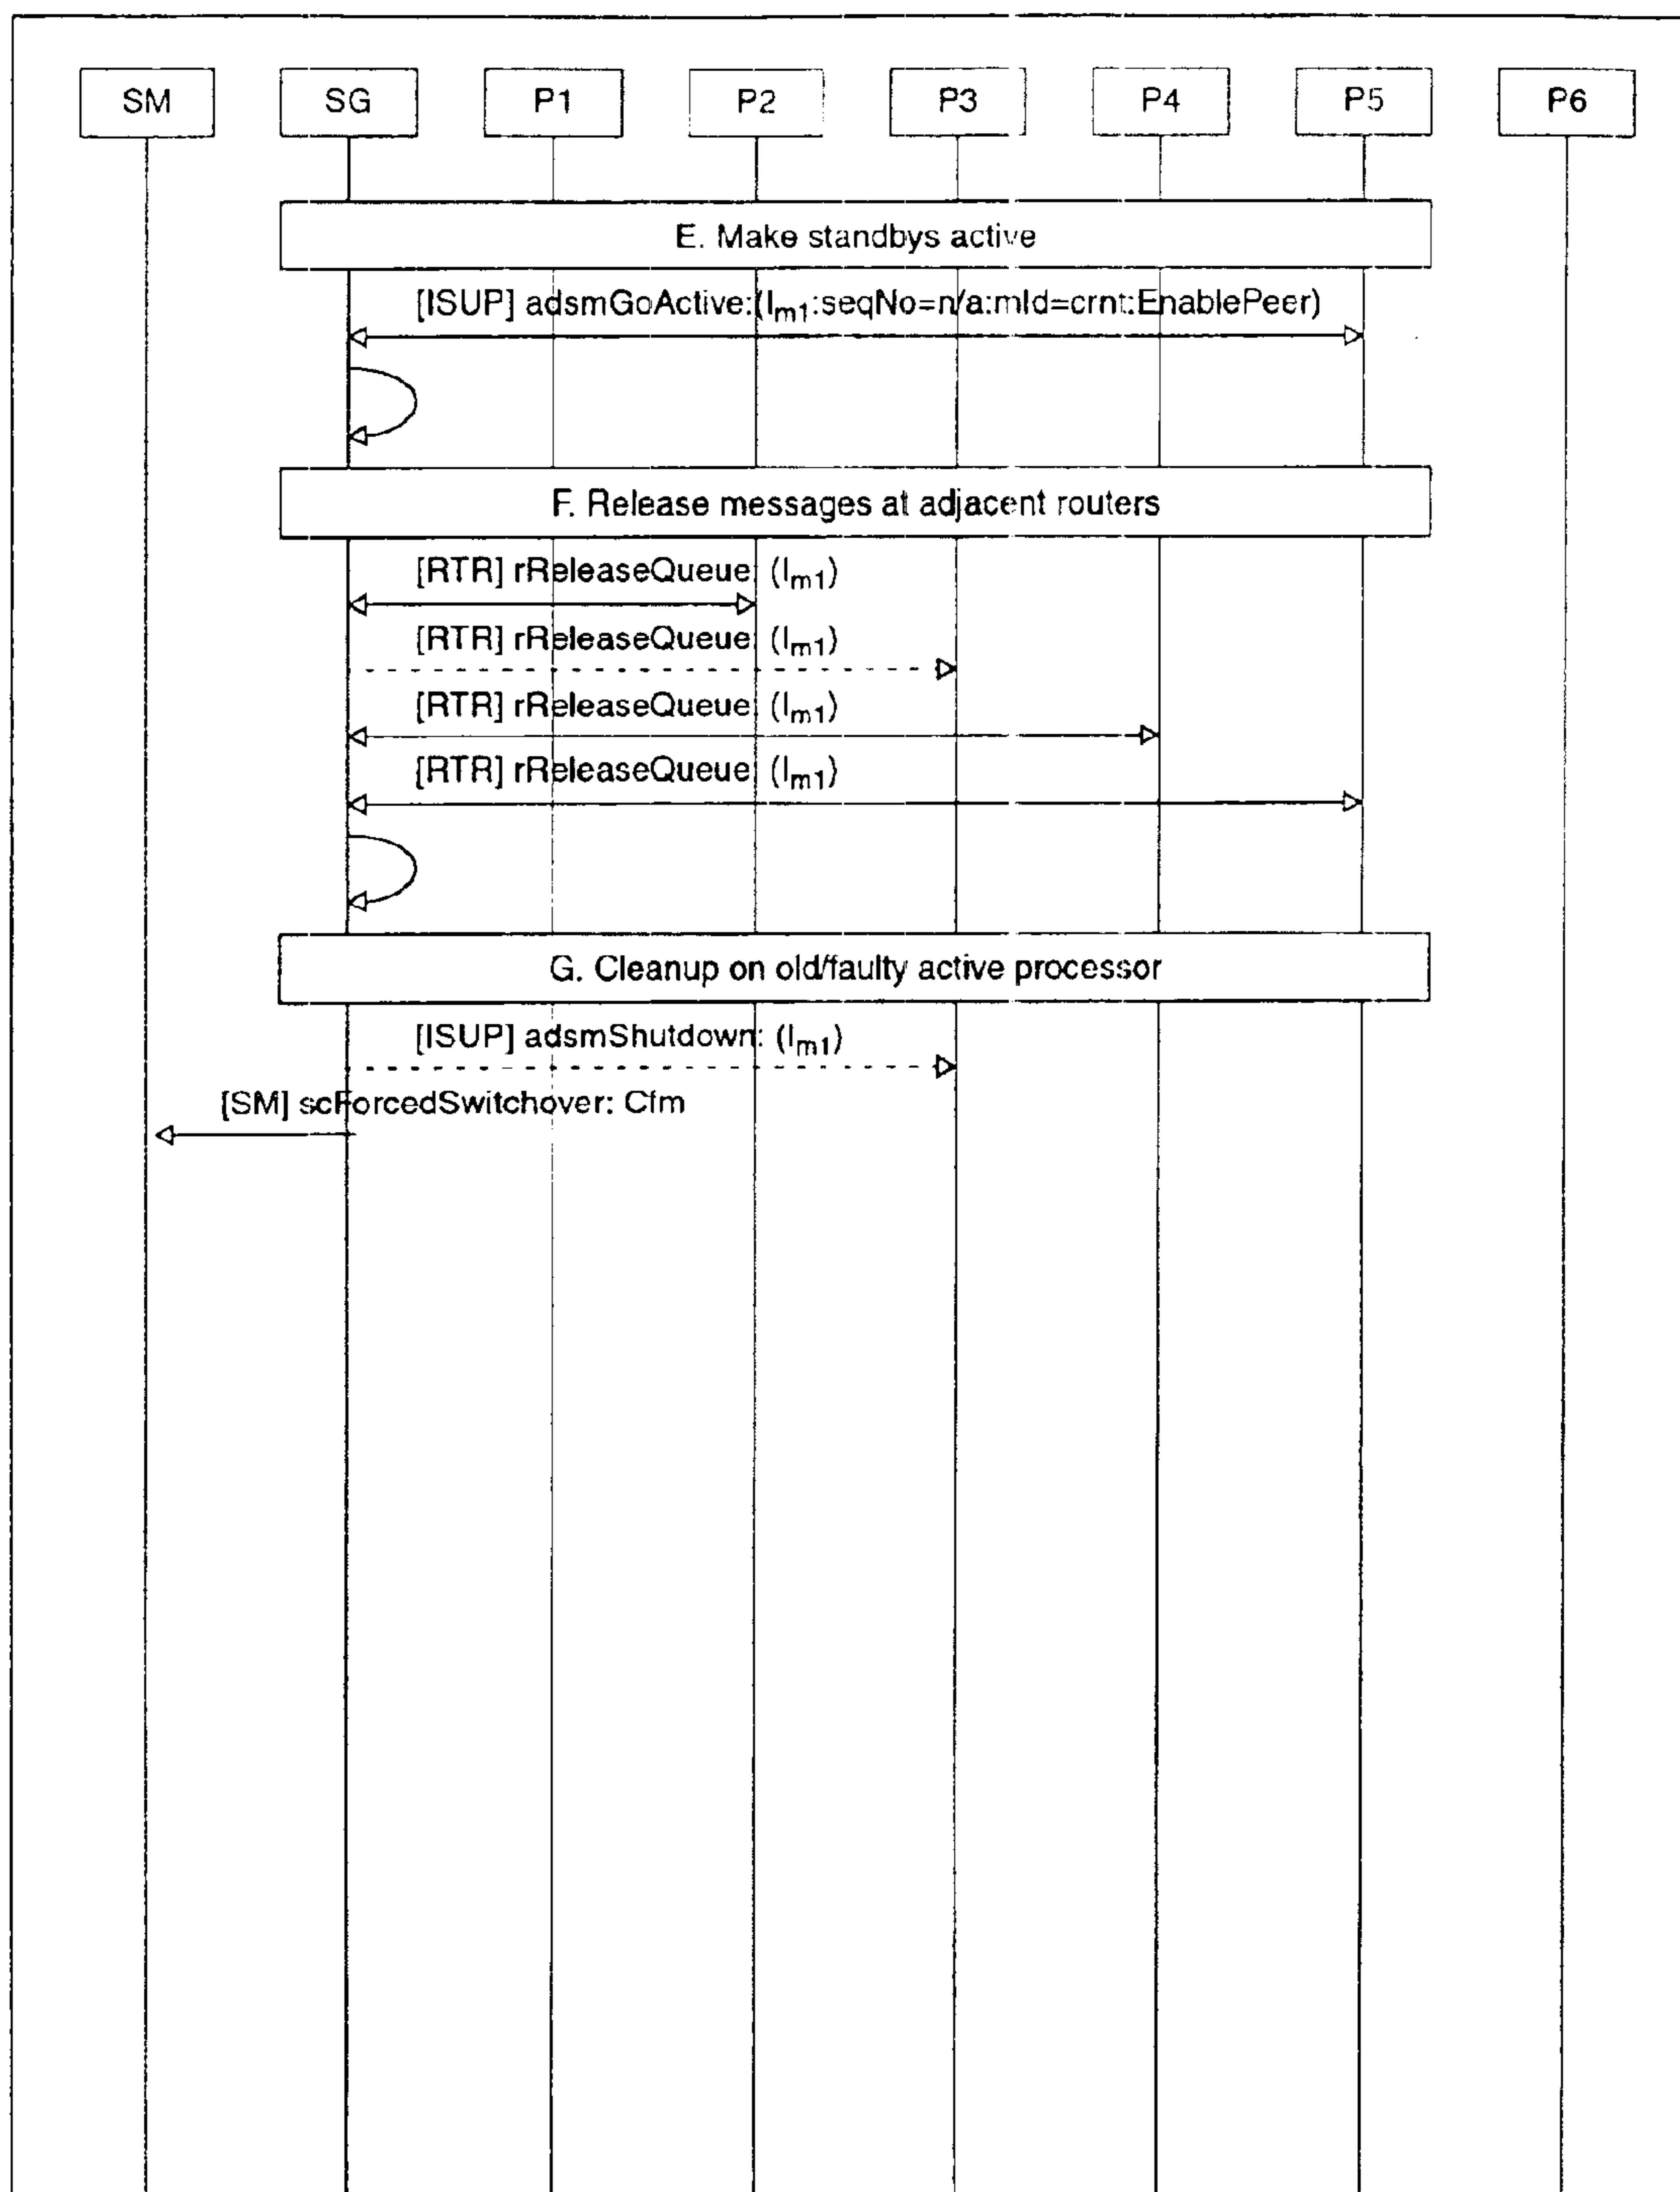 SM SG P1 P2 P3 P4 P5 P6
E. Make standbys active
[ISUP] adsmGoActive:(Im1:seqNo=n/a:mId=crnt:EnablePeer)
F. Release messages at adjacent routers
[RTR] rReleaseQueue (Im1)
[RTR] rReleaseQueue (Im1)
[RTR] rReleaseQueue (Im1)
[RTR] rReleaseQueue (Im1)
G. Cleanup on old/faulty active processor
[ISUP] adsmShutdown: (Im1)
[SM] scForcedSwitchover: Cfm